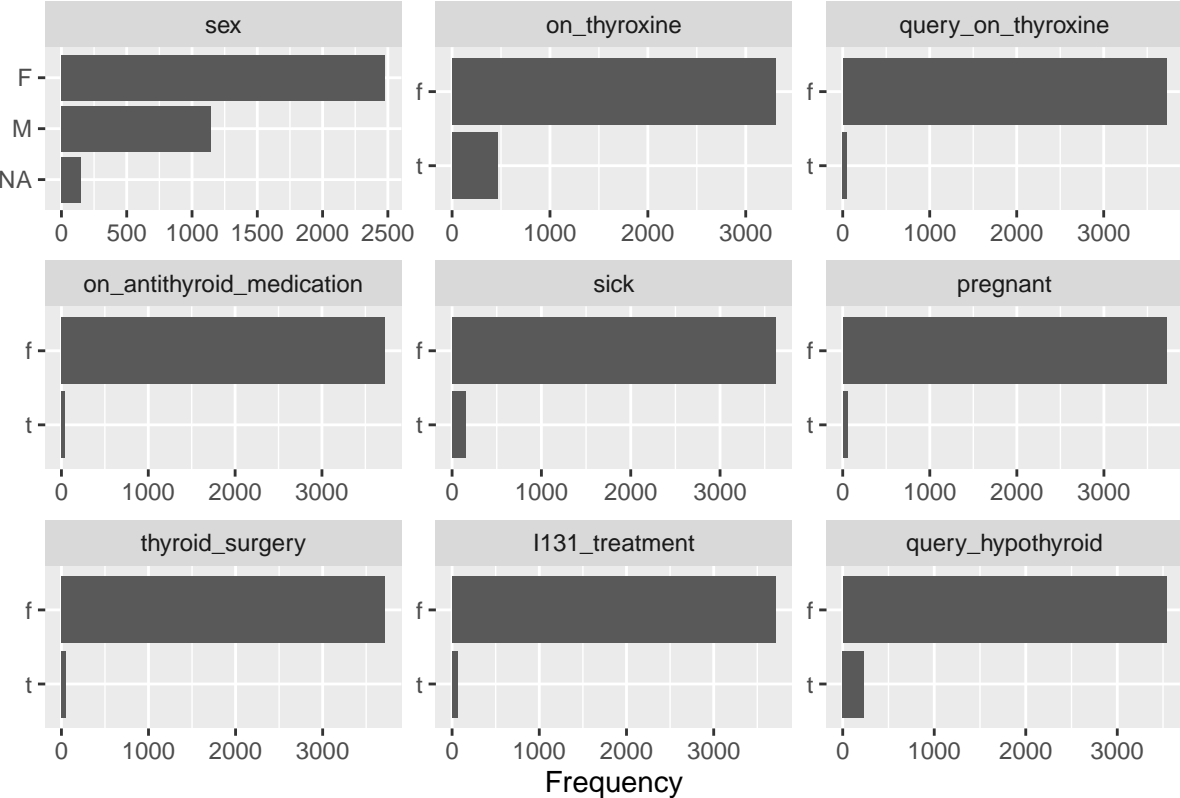 sex on_thyroxine query_on_thyroxine
F f f
M
NA t t
0 500 1000 1500 2000 2500 0 1000 2000 3000 0 1000 2000 3000
on_antithyroid_medication sick pregnant
f f f
t t t
0 1000 2000 3000 0 1000 2000 3000 0 1000 2000 3000
thyroid_surgery I131_treatment query_hypothyroid
f f f
t t t
0 1000 2000 3000 0 1000 2000 3000 0 1000 2000 3000
Frequency